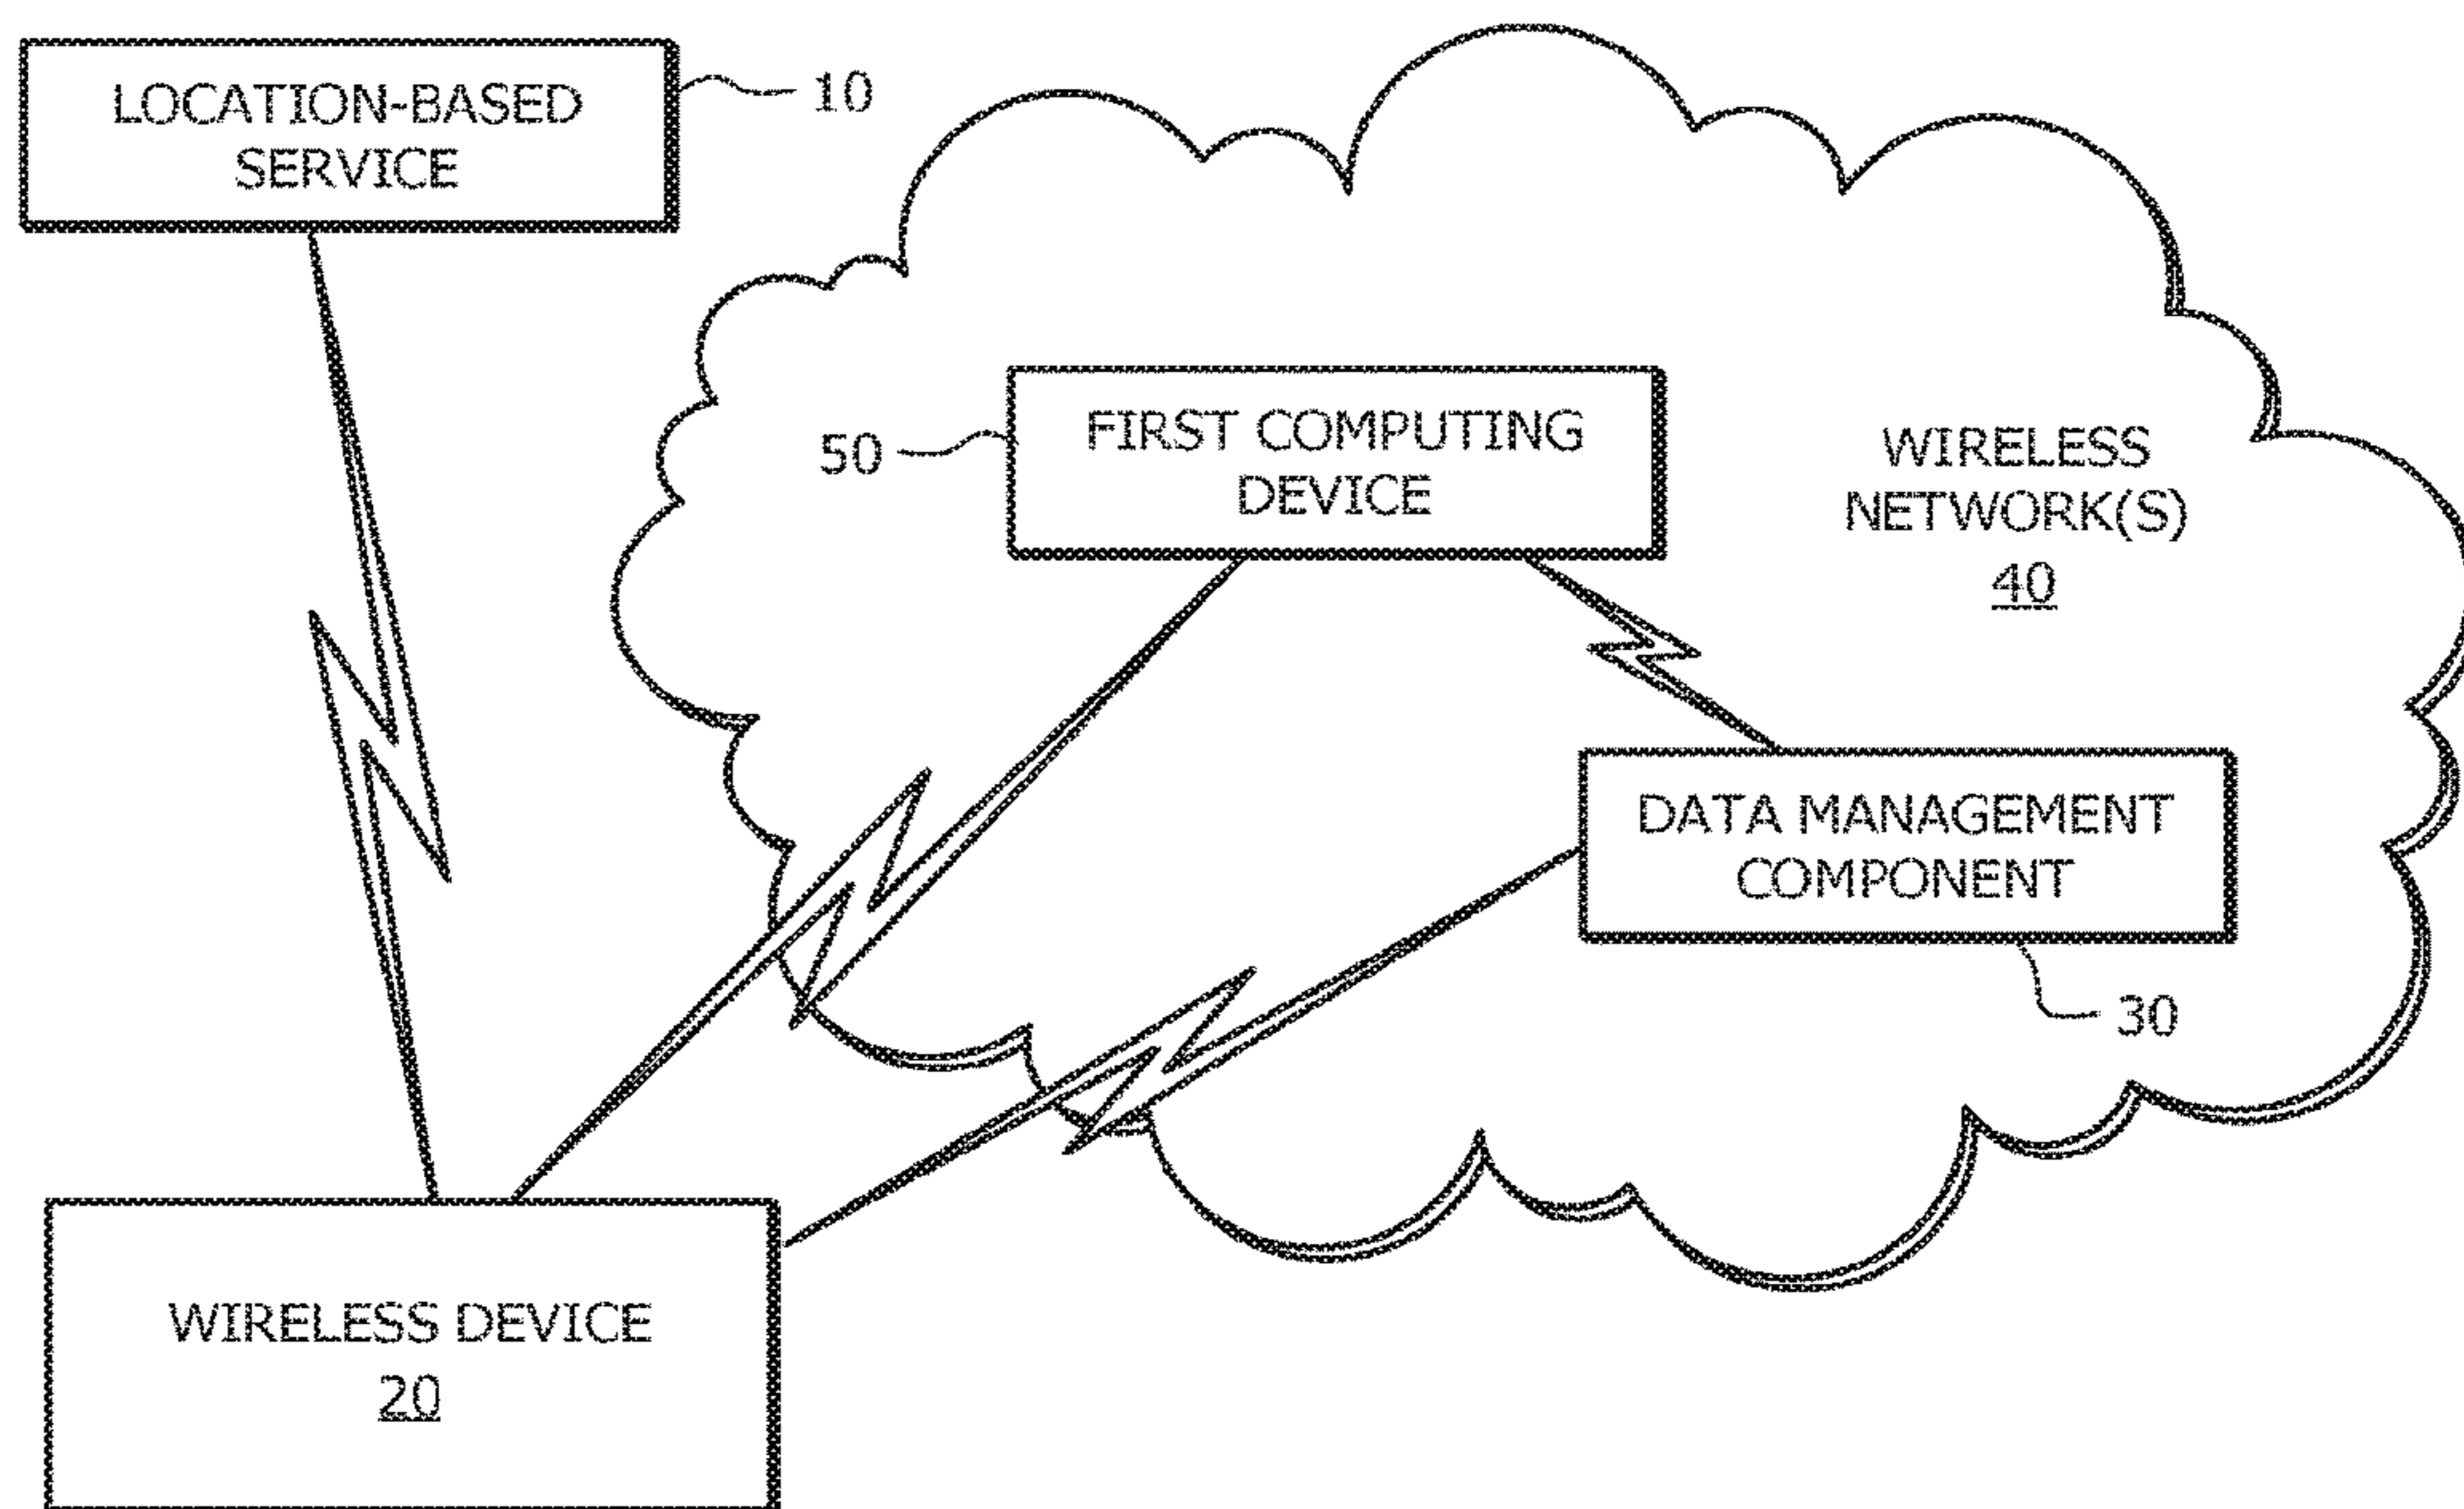 LOCATION-BASED
SERVICE
10
FIRST COMPUTING
DEVICE
50
WIRELESS
NETWORK(S)
40
DATA MANAGEMENT
COMPONENT
30
WIRELESS DEVICE
20